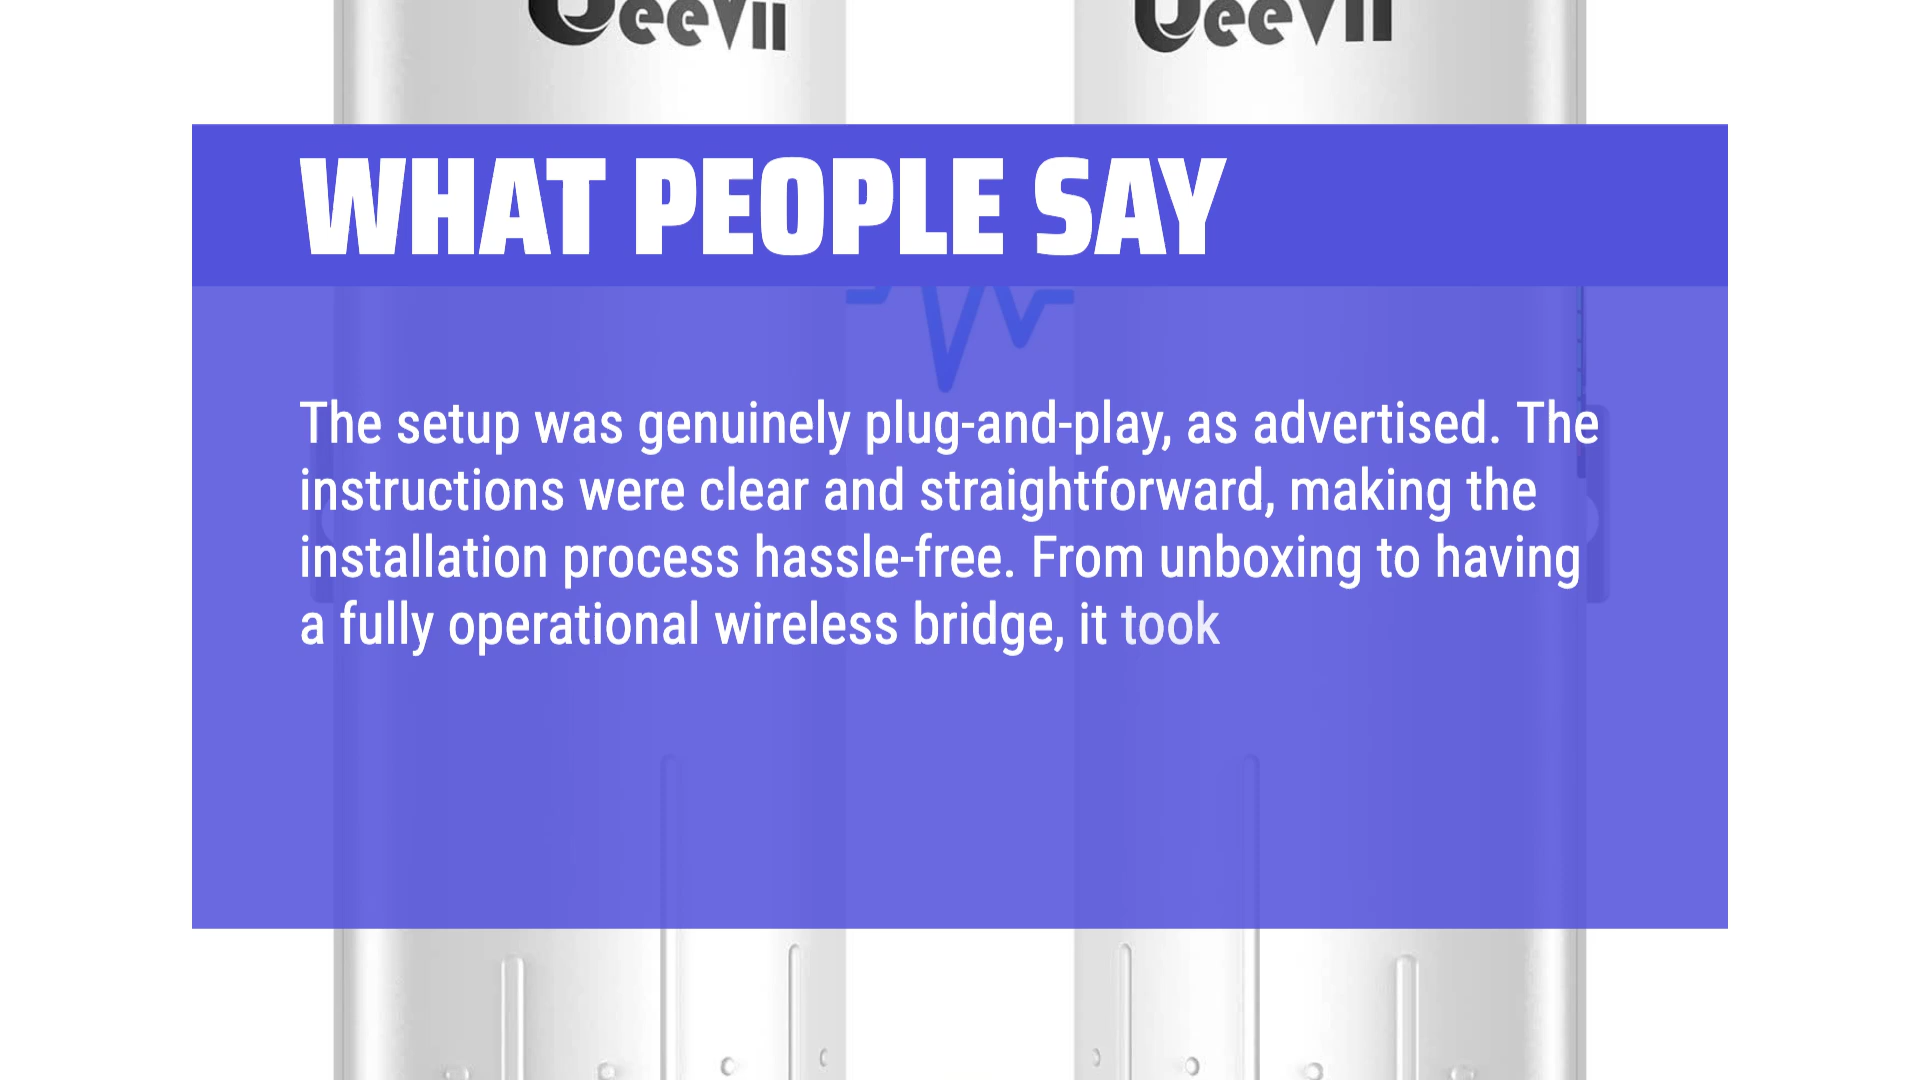 WHAT PEOPLE SAY
The setup was genuinely plug-and-play, as advertised. The
instructions were clear and straightforward, making the
installation process hassle-free. From unboxing to having
a fully operational wireless bridge, it took